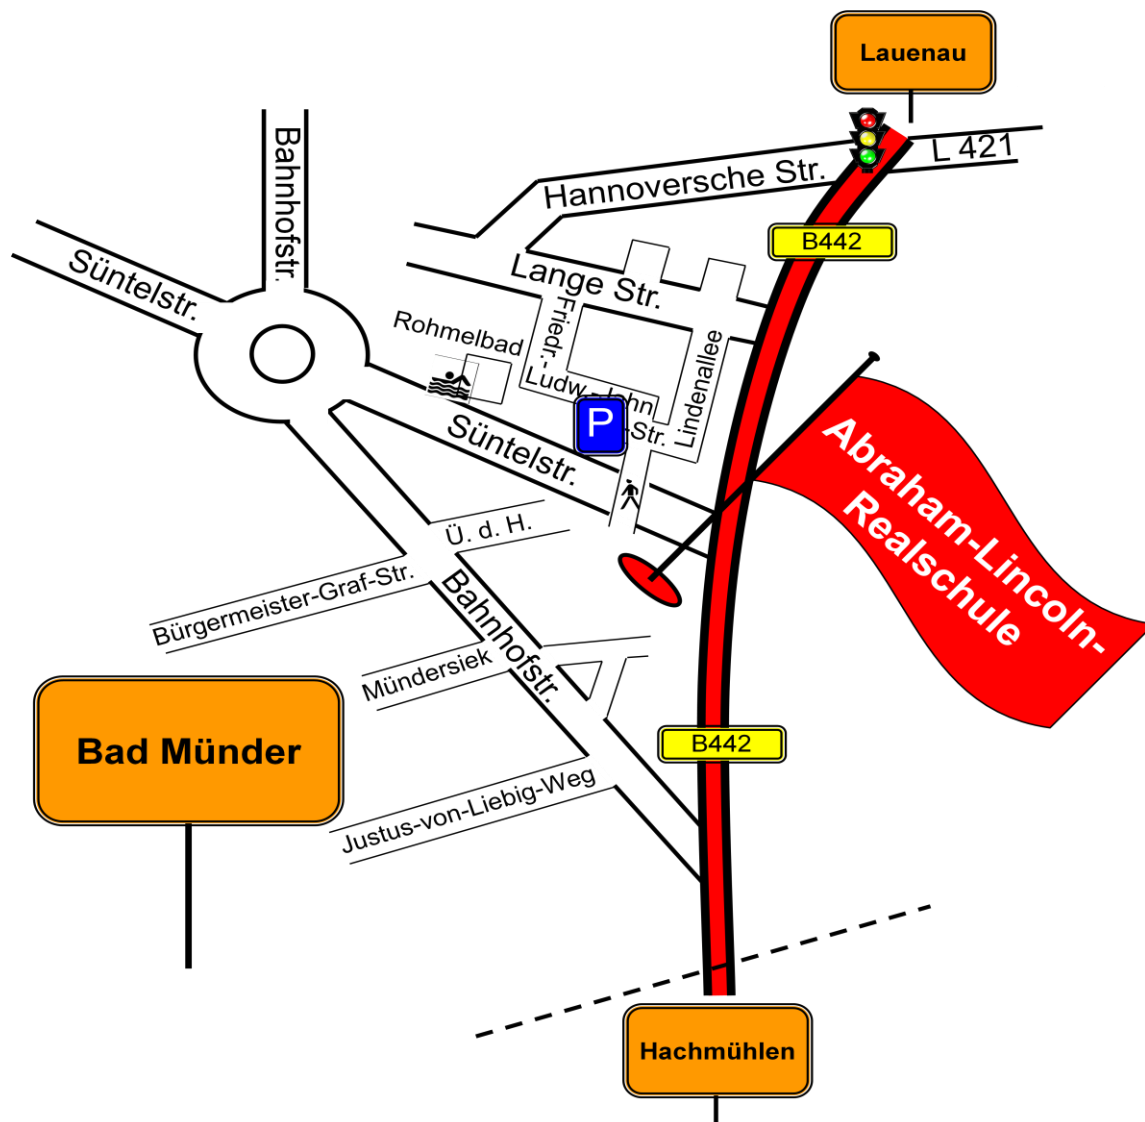 Lauenau
L 421
Hannoversche Str.
Bahnhofstr.
B442
Süntelstr.
Lange Str.
Rohmelbad
Friedr.-
Ludw.-Jahn
-Str.
Lindenallee
P
Süntelstr.
Abraham-Lincoln-
Realschule
Ü. d. H.
Bürgermeister-Graf-Str.
Bahnhofstr.
Mündersiek
Bad Münder
B442
Justus-von-Liebig-Weg
Hachmühlen